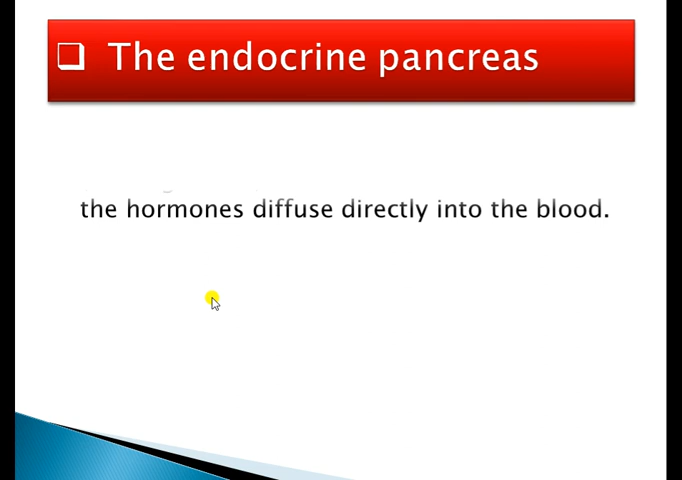 The endocrine pancreas
the hormones diffuse directly into the blood.